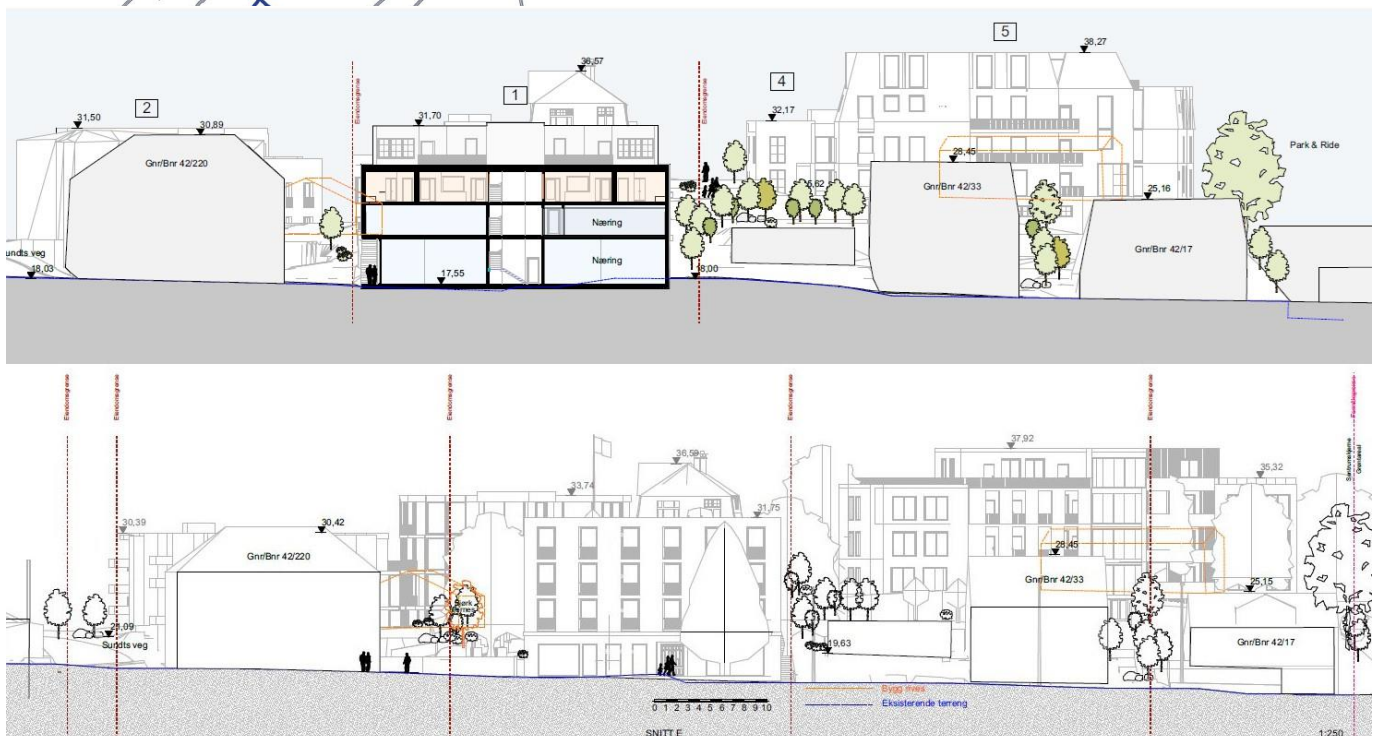 5
38,27
36,57
4
2
1
32,17
31,50
30,89
31,70
Eiendomsgrense
Eiendomsgrense
Park & Ride
Gnr/Bnr 42/220
28,45
Gnr/Bnr 42/33
25,16
Næring
Gnr/Bnr 42/17
Næring
18,03
17,55
Eiendomsgrense
Eiendomsgrense
Eiendomsgrense
Eiendomsgrense
Eiendomsgrense
37,92
36,59
35,32
33,74
31,75
30,39
30,42
Gnr/Bnr 42/220
28,45
Gnr/Bnr 42/33
25,15
Sundts veg
19,63
Gnr/Bnr 42/17
Bygg rives
Eksisterende terreng
0 1 2 3 4 5 6 7 8 9 10
SNITT E
1:250